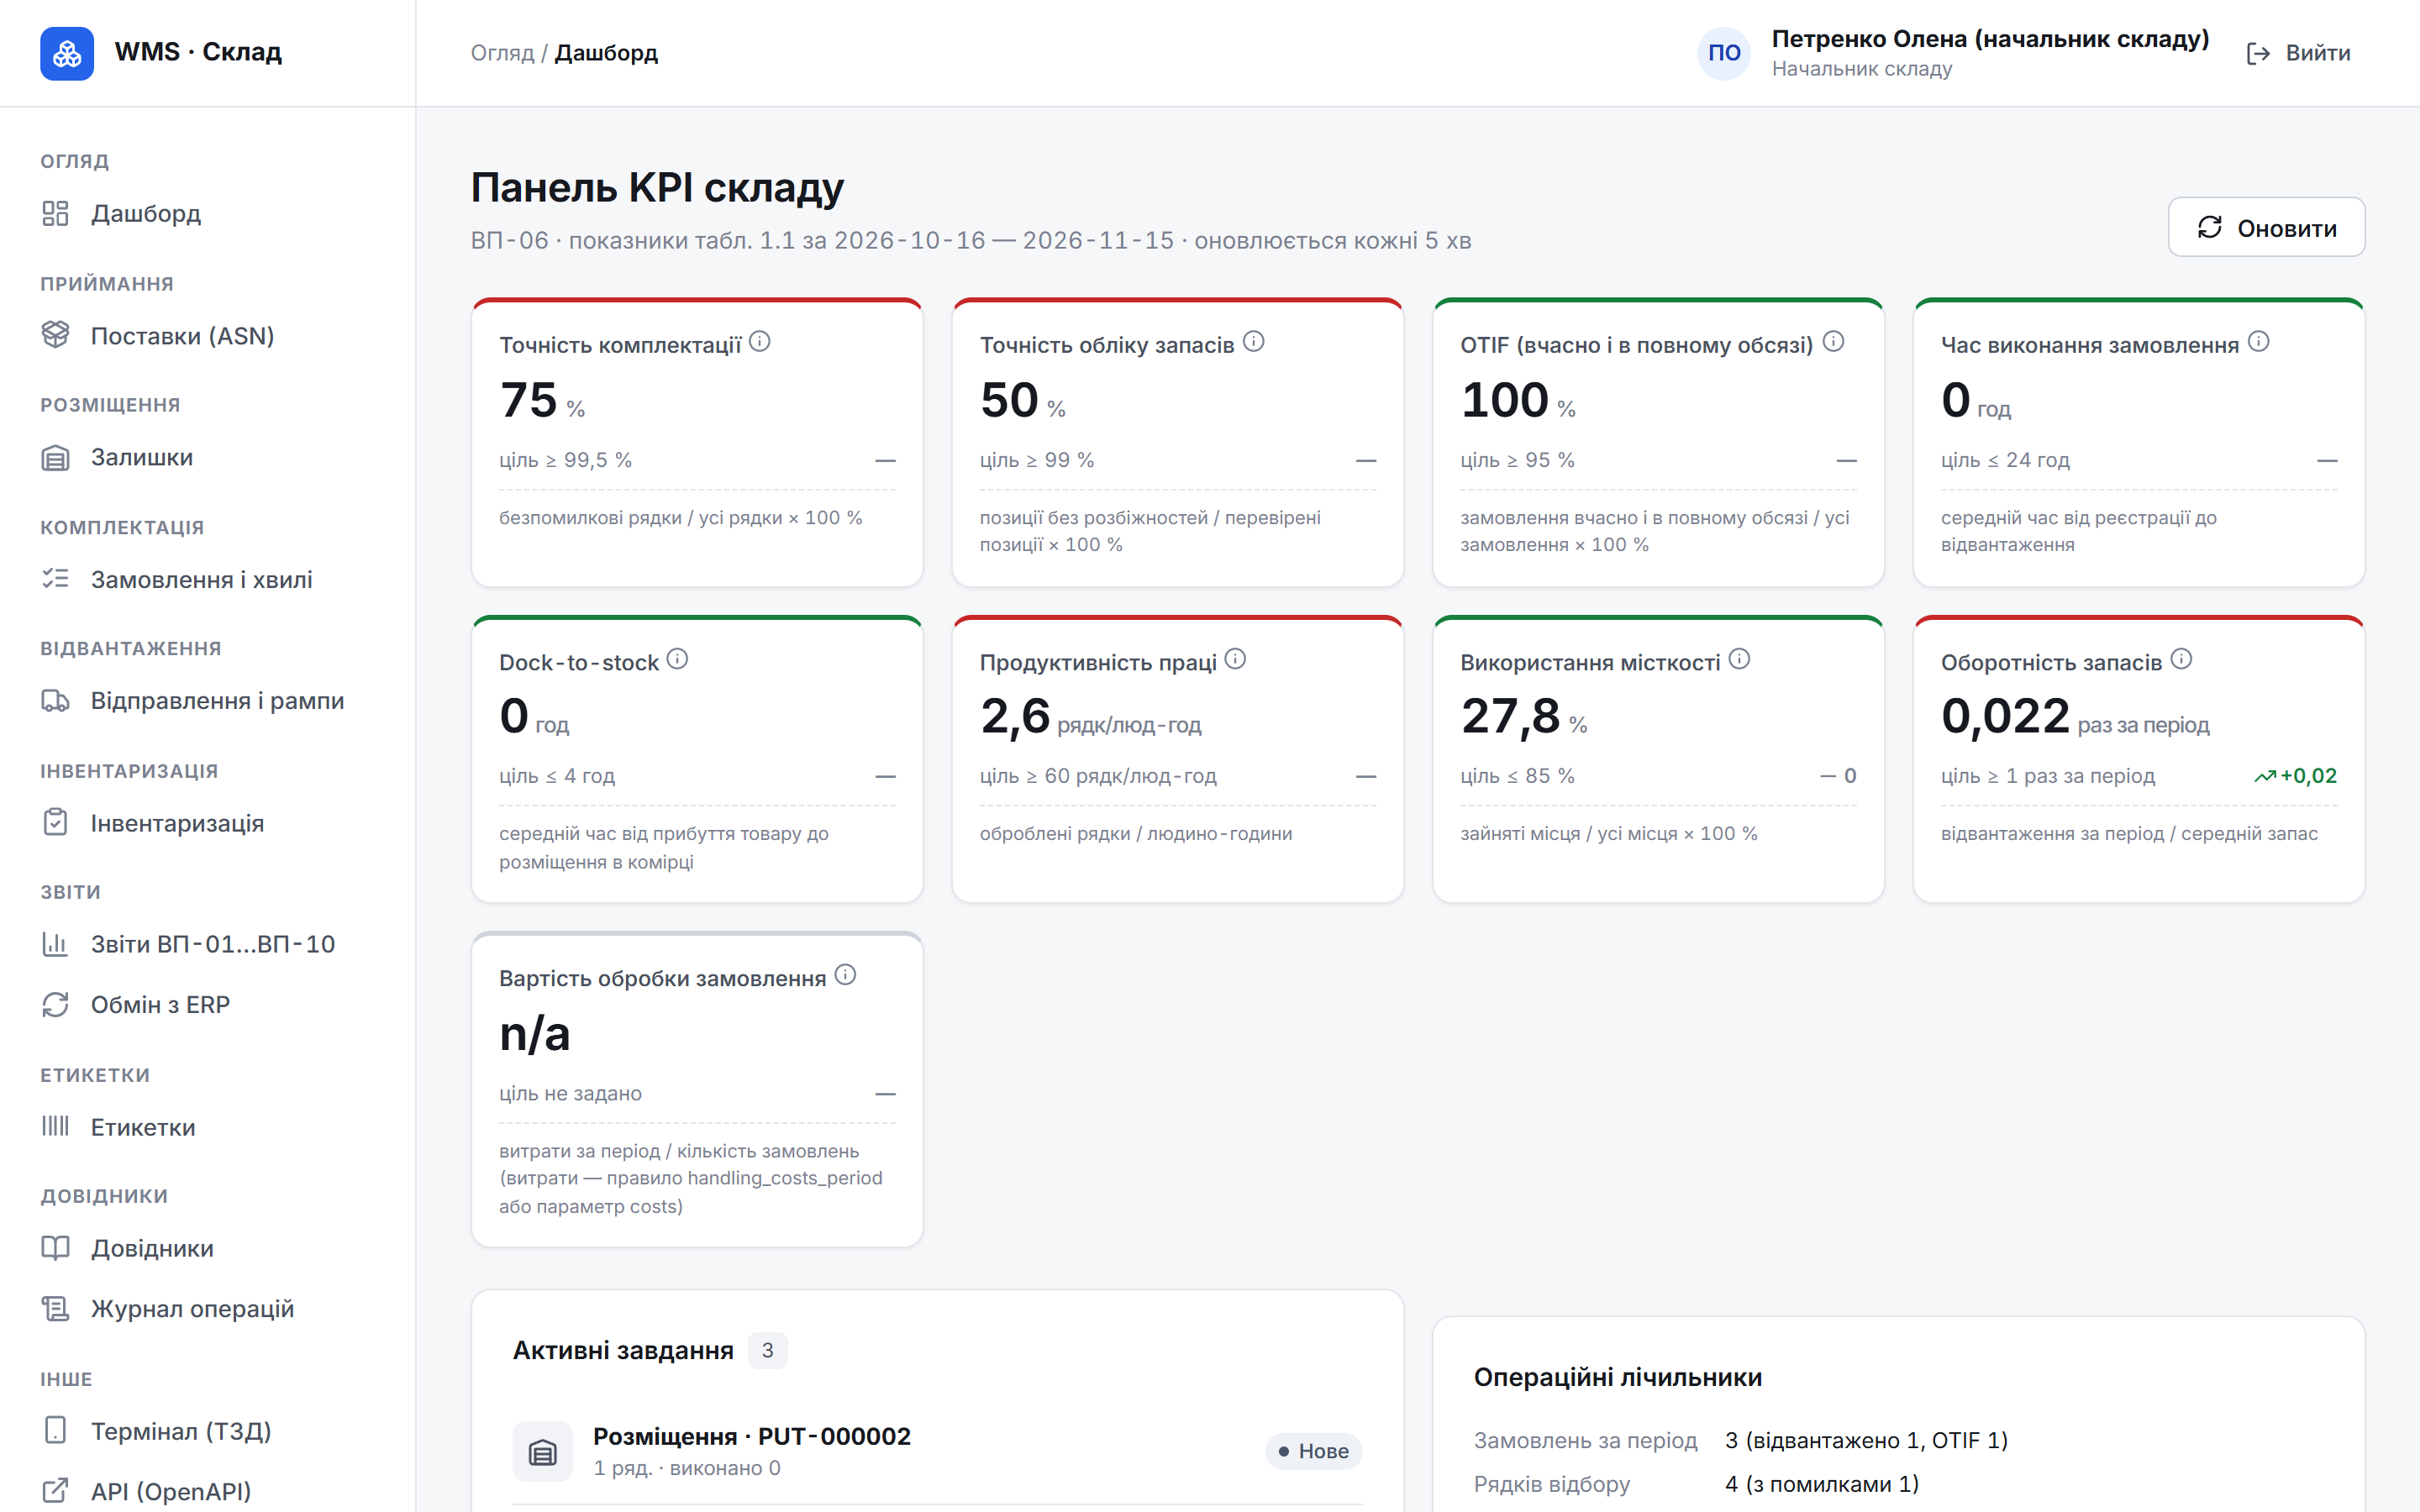 WMS · Склад
Огляд / Дашборд
ПО
Петренко Олена (начальник складу)
Начальник складу
Вийти
ОГЛЯД
Дашборд
ПРИЙМАННЯ
Поставки (ASN)
РОЗМІЩЕННЯ
Залишки
КОМПЛЕКТАЦІЯ
Замовлення і хвилі
ВІДВАНТАЖЕННЯ
Відправлення і рампи
ІНВЕНТАРИЗАЦІЯ
Інвентаризація
ЗВІТИ
Звіти ВП-01…ВП-10
Обмін з ERP
ЕТИКЕТКИ
Етикетки
ДОВІДНИКИ
Довідники
Журнал операцій
ІНШЕ
Термінал (ТЗД)
API (OpenAPI)
Панель KPI складу
ВП-06 · показники табл. 1.1 за 2026-10-16 — 2026-11-15 · оновлюється кожні 5 хв
Оновити
Точність комплектації
75 %
ціль ≥ 99,5 % —
безпомилкові рядки / усі рядки × 100 %
Точність обліку запасів
50 %
ціль ≥ 99 % —
позиції без розбіжностей / перевірені
позиції × 100 %
OTIF (вчасно і в повному обсязі)
100 %
ціль ≥ 95 % —
замовлення вчасно і в повному обсязі / усі
замовлення × 100 %
Час виконання замовлення
0 год
ціль ≤ 24 год —
середній час від реєстрації до
відвантаження
Dock-to-stock
0 год
ціль ≤ 4 год —
середній час від прибуття товару до
розміщення в комірці
Продуктивність праці
2,6 рядк/люд-год
ціль ≥ 60 рядк/люд-год —
оброблені рядки / людино-години
Використання місткості
27,8 %
ціль ≤ 85 % — 0
зайняті місця / усі місця × 100 %
Оборотність запасів
0,022 раз за період
ціль ≥ 1 раз за період +0,02
відвантаження за період / середній запас
Вартість обробки замовлення
n/a
ціль не задано —
витрати за період / кількість замовлень
(витрати — правило handling_costs_period
або параметр costs)
Активні завдання 3
Розміщення · PUT-000002
1 ряд. · виконано 0
Нове
Операційні лічильники
Замовлень за період 3 (відвантажено 1, OTIF 1)
Рядків відбору 4 (з помилками 1)